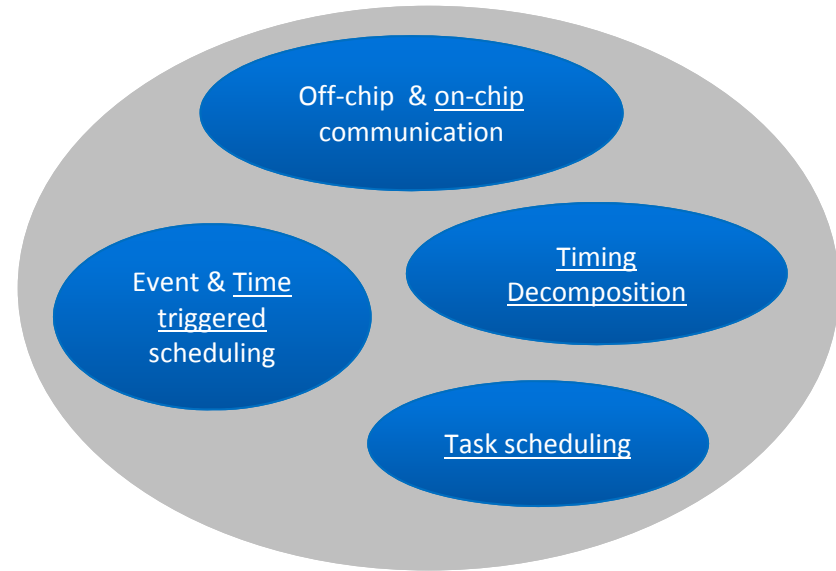 Off-chip & on-chip
communication
Timing
Decomposition
Event & Time
triggered
scheduling
Task scheduling